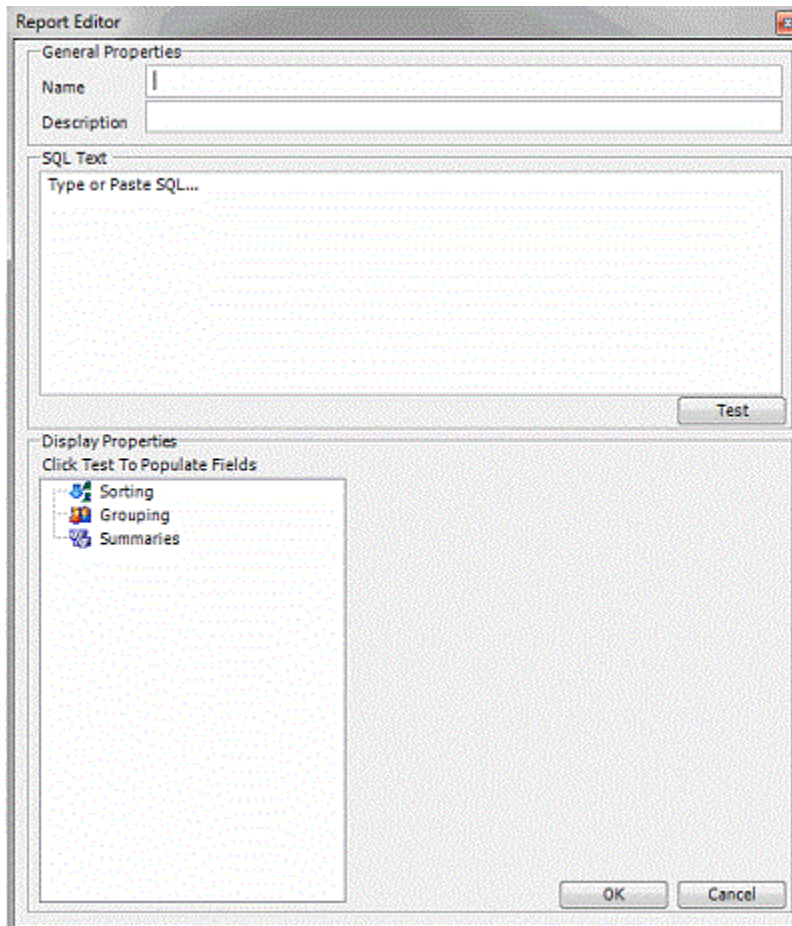 Report Editor
General Properties
Name
Description
SQL Text
Type or Paste SQL...
Test
Display Properties
Click Test To Populate Fields
Sorting
Grouping
Summaries
OK Cancel